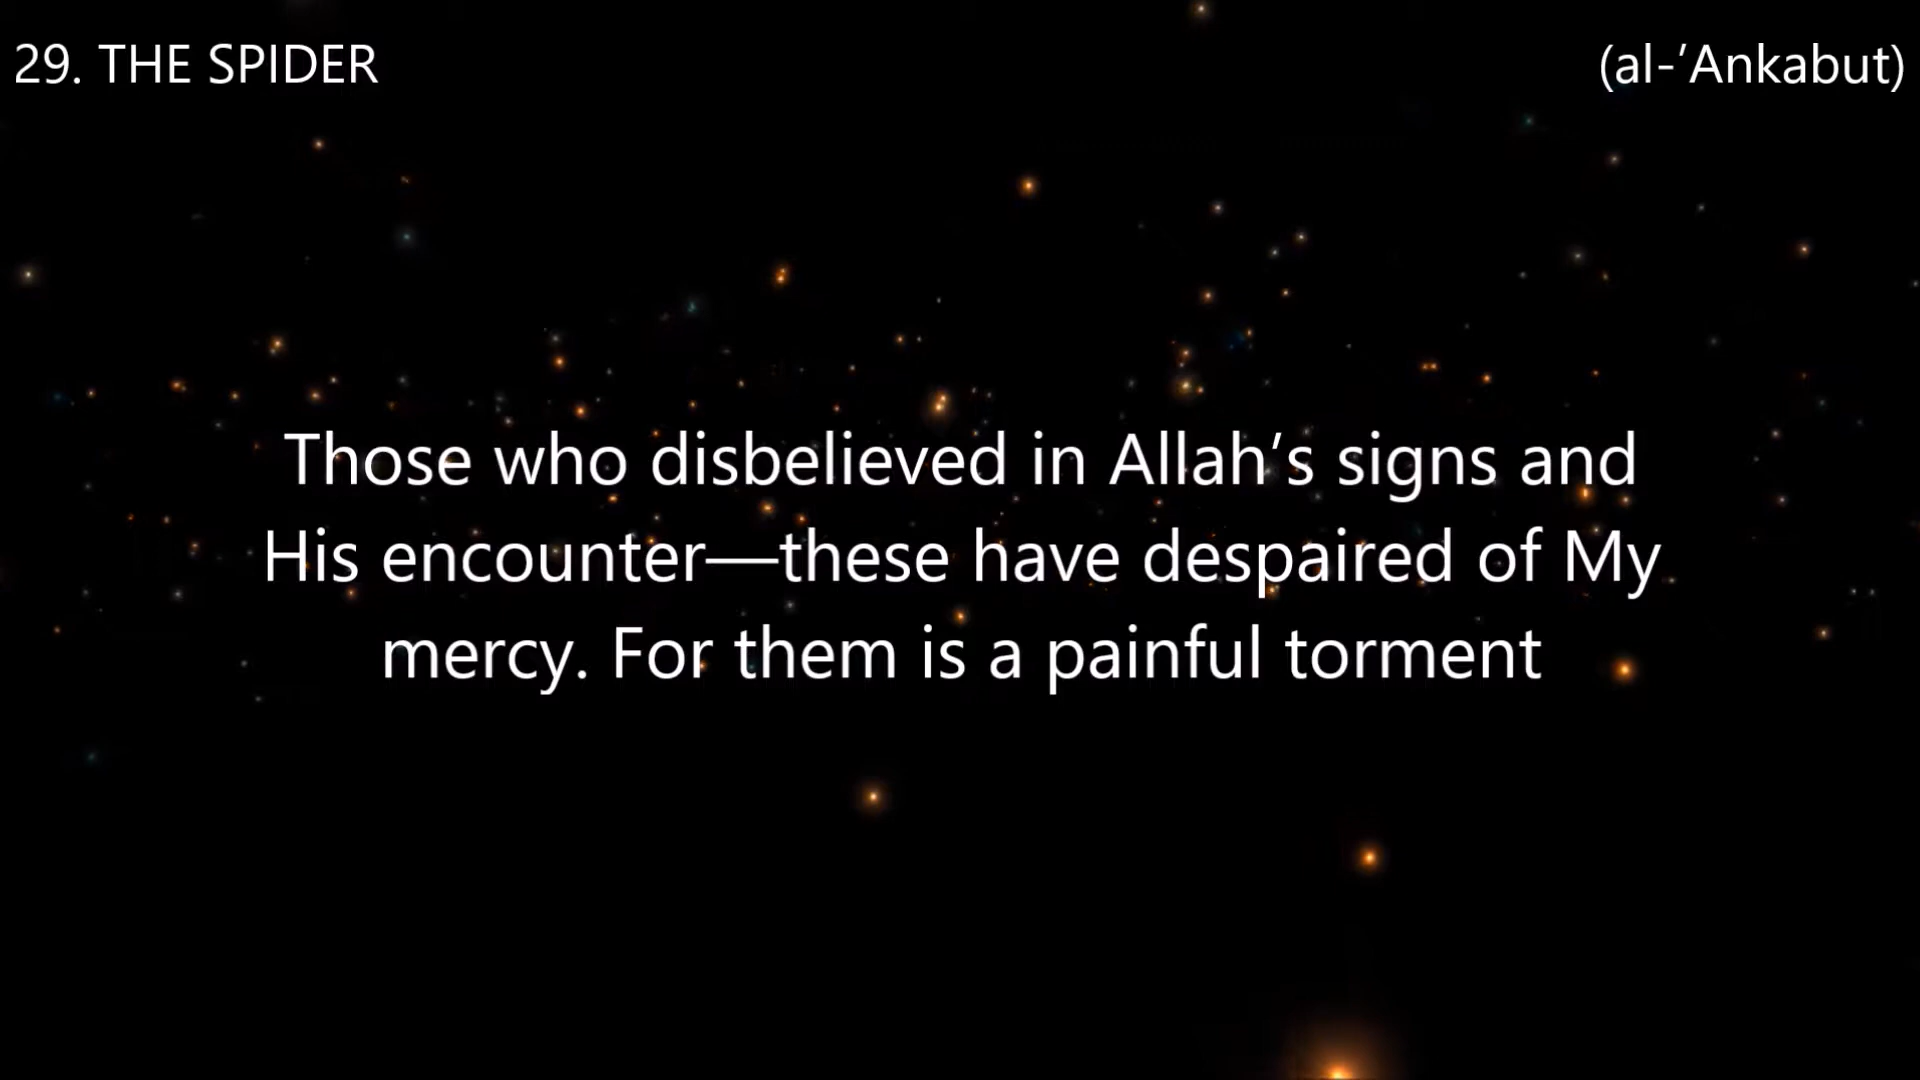 29. THE SPIDER
(al-’Ankabut)
Those who disbelieved in Allah’s signs and
His encounter—these have despaired of My
mercy. For them is a painful torment